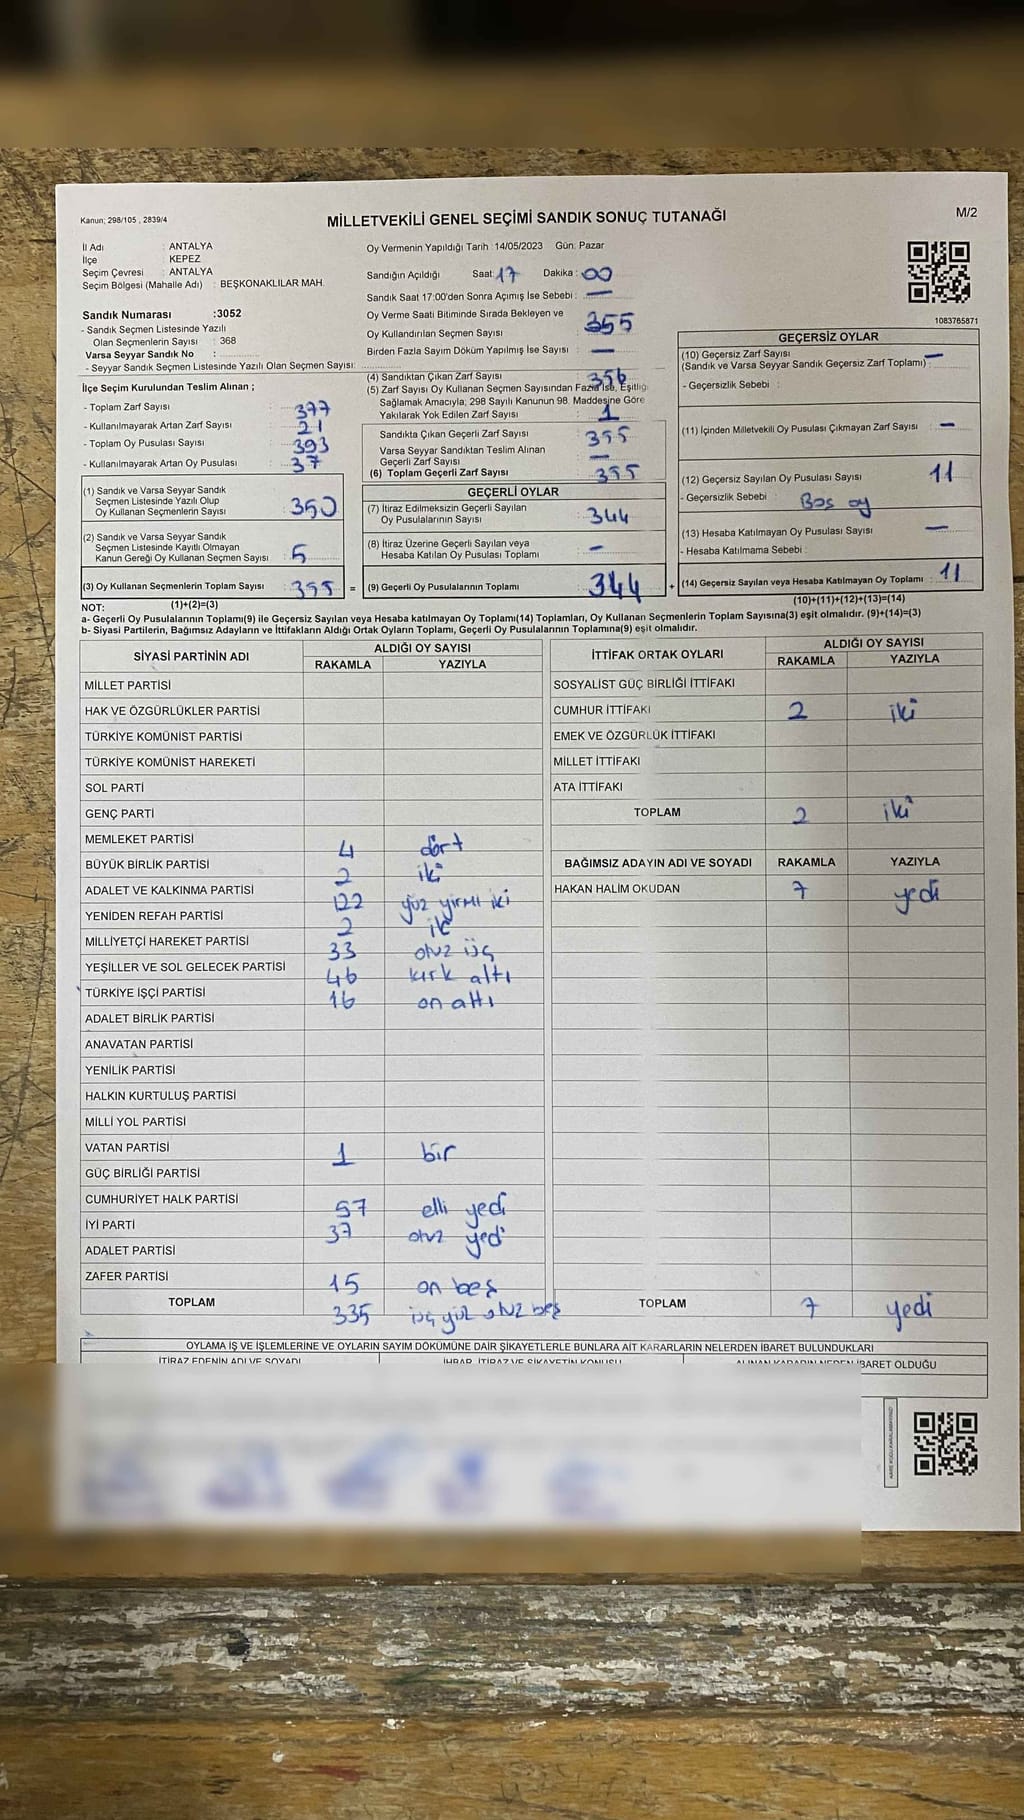 Kanun; 298/105 , 2839/4
MİLLETVEKİLİ GENEL SEÇİMİ SANDIK SONUÇ TUTANAĞI
M/2
İl Adı : ANTALYA
İlçe : KEPEZ
Seçim Çevresi : ANTALYA
Seçim Bölgesi (Mahalle Adı) : BEŞKONAKLILAR MAH.
Sandık Numarası :3052
- Sandık Seçmen Listesinde Yazılı
Olan Seçmenlerin Sayısı : 368
Varsa Seyyar Sandık No :
- Seyyar Sandık Seçmen Listesinde Yazılı Olan Seçmen Sayısı:
Oy Vermenin Yapıldığı Tarih :14/05/2023 Gün: Pazar
Sandığın Açıldığı Saat: 17 Dakika : 00
Sandık Saat 17:00'den Sonra Açımış İse Sebebi : —
Oy Verme Saati Bitiminde Sırada Bekleyen ve
Oy Kullandırılan Seçmen Sayısı : 355
Birden Fazla Sayım Döküm Yapılmış İse Sayısı : —
1083765871
İlçe Seçim Kurulundan Teslim Alınan ;
- Toplam Zarf Sayısı : 377
- Kullanılmayarak Artan Zarf Sayısı : 21
- Toplam Oy Pusulası Sayısı : 393
- Kullanılmayarak Artan Oy Pusulası : 37
(1) Sandık ve Varsa Seyyar Sandık
Seçmen Listesinde Yazılı Olup
Oy Kullanan Seçmenlerin Sayısı : 350
(2) Sandık ve Varsa Seyyar Sandık
Seçmen Listesinde Kayıtlı Olmayan
Kanun Gereği Oy Kullanan Seçmen Sayısı : 5
(3) Oy Kullanan Seçmenlerin Toplam Sayısı : 355 =
(1)+(2)=(3)
(4) Sandıktan Çıkan Zarf Sayısı : 356
(5) Zarf Sayısı Oy Kullanan Seçmen Sayısından Fazla İse, Eşitliği
Sağlamak Amacıyla; 298 Sayılı Kanunun 98. Maddesine Göre
Yakılarak Yok Edilen Zarf Sayısı : 1
Sandıkta Çıkan Geçerli Zarf Sayısı : 355
Varsa Seyyar Sandıktan Teslim Alınan
Geçerli Zarf Sayısı : —
(6) Toplam Geçerli Zarf Sayısı : 355
GEÇERLİ OYLAR
(7) İtiraz Edilmeksizin Geçerli Sayılan
Oy Pusulalarının Sayısı : 344
(8) İtiraz Üzerine Geçerli Sayılan veya
Hesaba Katılan Oy Pusulası Toplamı : —
(9) Geçerli Oy Pusulalarının Toplamı : 344 +
GEÇERSİZ OYLAR
(10) Geçersiz Zarf Sayısı
(Sandık ve Varsa Seyyar Sandık Geçersiz Zarf Toplamı) : —
- Geçersizlik Sebebi :
(11) İçinden Milletvekili Oy Pusulası Çıkmayan Zarf Sayısı : —
(12) Geçersiz Sayılan Oy Pusulası Sayısı : 11
- Geçersizlik Sebebi : Boş oy
(13) Hesaba Katılmayan Oy Pusulası Sayısı : —
- Hesaba Katılmama Sebebi :
(14) Geçersiz Sayılan veya Hesaba Katılmayan Oy Toplamı : 11
(10)+(11)+(12)+(13)=(14)
NOT:
a- Geçerli Oy Pusulalarının Toplamı(9) ile Geçersiz Sayılan veya Hesaba katılmayan Oy Toplamı(14) Toplamları, Oy Kullanan Seçmenlerin Toplam Sayısına(3) eşit olmalıdır. (9)+(14)=(3)
b- Siyasi Partilerin, Bağımsız Adayların ve İttifakların Aldığı Ortak Oyların Toplamı, Geçerli Oy Pusulalarının Toplamına(9) eşit olmalıdır.
SİYASİ PARTİNİN ADI ALDIĞI OY SAYISI
RAKAMLA YAZIYLA
MİLLET PARTİSİ
HAK VE ÖZGÜRLÜKLER PARTİSİ
TÜRKİYE KOMÜNİST PARTİSİ
TÜRKİYE KOMÜNİST HAREKETİ
SOL PARTİ
GENÇ PARTİ
MEMLEKET PARTİSİ 4 dört
BÜYÜK BİRLİK PARTİSİ 2 iki
ADALET VE KALKINMA PARTİSİ 122 yüz yirmi iki
YENİDEN REFAH PARTİSİ 2 iki
MİLLİYETÇİ HAREKET PARTİSİ 33 otuz üç
YEŞİLLER VE SOL GELECEK PARTİSİ 46 kırk altı
TÜRKİYE İŞÇİ PARTİSİ 16 on altı
ADALET BİRLİK PARTİSİ
ANAVATAN PARTİSİ
YENİLİK PARTİSİ
HALKIN KURTULUŞ PARTİSİ
MİLLİ YOL PARTİSİ
VATAN PARTİSİ 1 bir
GÜÇ BİRLİĞİ PARTİSİ
CUMHURİYET HALK PARTİSİ 57 elli yedi
İYİ PARTİ 37 otuz yedi
ADALET PARTİSİ
ZAFER PARTİSİ 15 on beş
TOPLAM 335 üç yüz otuz beş
İTTİFAK ORTAK OYLARI ALDIĞI OY SAYISI
RAKAMLA YAZIYLA
SOSYALİST GÜÇ BİRLİĞİ İTTİFAKI
CUMHUR İTTİFAKI 2 iki
EMEK VE ÖZGÜRLÜK İTTİFAKI
MİLLET İTTİFAKI
ATA İTTİFAKI
TOPLAM 2 iki
BAĞIMSIZ ADAYIN ADI VE SOYADI RAKAMLA YAZIYLA
HAKAN HALİM OKUDAN 7 yedi
TOPLAM 7 yedi
OYLAMA İŞ VE İŞLEMLERİNE VE OYLARIN SAYIM DÖKÜMÜNE DAİR ŞİKAYETLERLE BUNLARA AİT KARARLARIN NELERDEN İBARET BULUNDUKLARI
İTİRAZ EDENİN ADI VE SOYADI İHBAR, İTİRAZ VE ŞİKAYETİN KONUSU ALINAN KARARIN NEDEN İBARET OLDUĞU